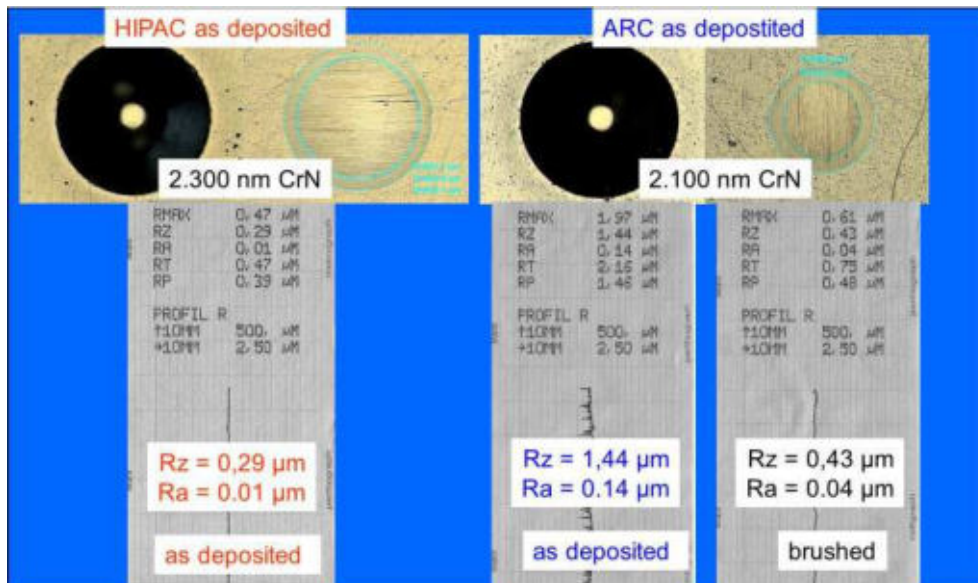 HIPAC as deposited
ARC as depostited
2.300 nm CrN
2.100 nm CrN
RMAX 0,47 µM
RZ 0,29 µM
RA 0,01 µM
RT 0,47 µM
RP 0,39 µM
PROFIL R
↑10MM 500, µM
→10MM 2,50 µM
Rz = 0,29 µm
Ra = 0.01 µm
as deposited
RMAX 1,97 µM
RZ 1,44 µM
RA 0,14 µM
RT 2,16 µM
RP 1,46 µM
PROFIL R
↑10MM 500, µM
→10MM 2,50 µM
Rz = 1,44 µm
Ra = 0.14 µm
as deposited
RMAX 0,61 µM
RZ 0,43 µM
RA 0,04 µM
RT 0,75 µM
RP 0,48 µM
PROFIL R
↑10MM 500, µM
→10MM 2,50 µM
Rz = 0,43 µm
Ra = 0.04 µm
brushed